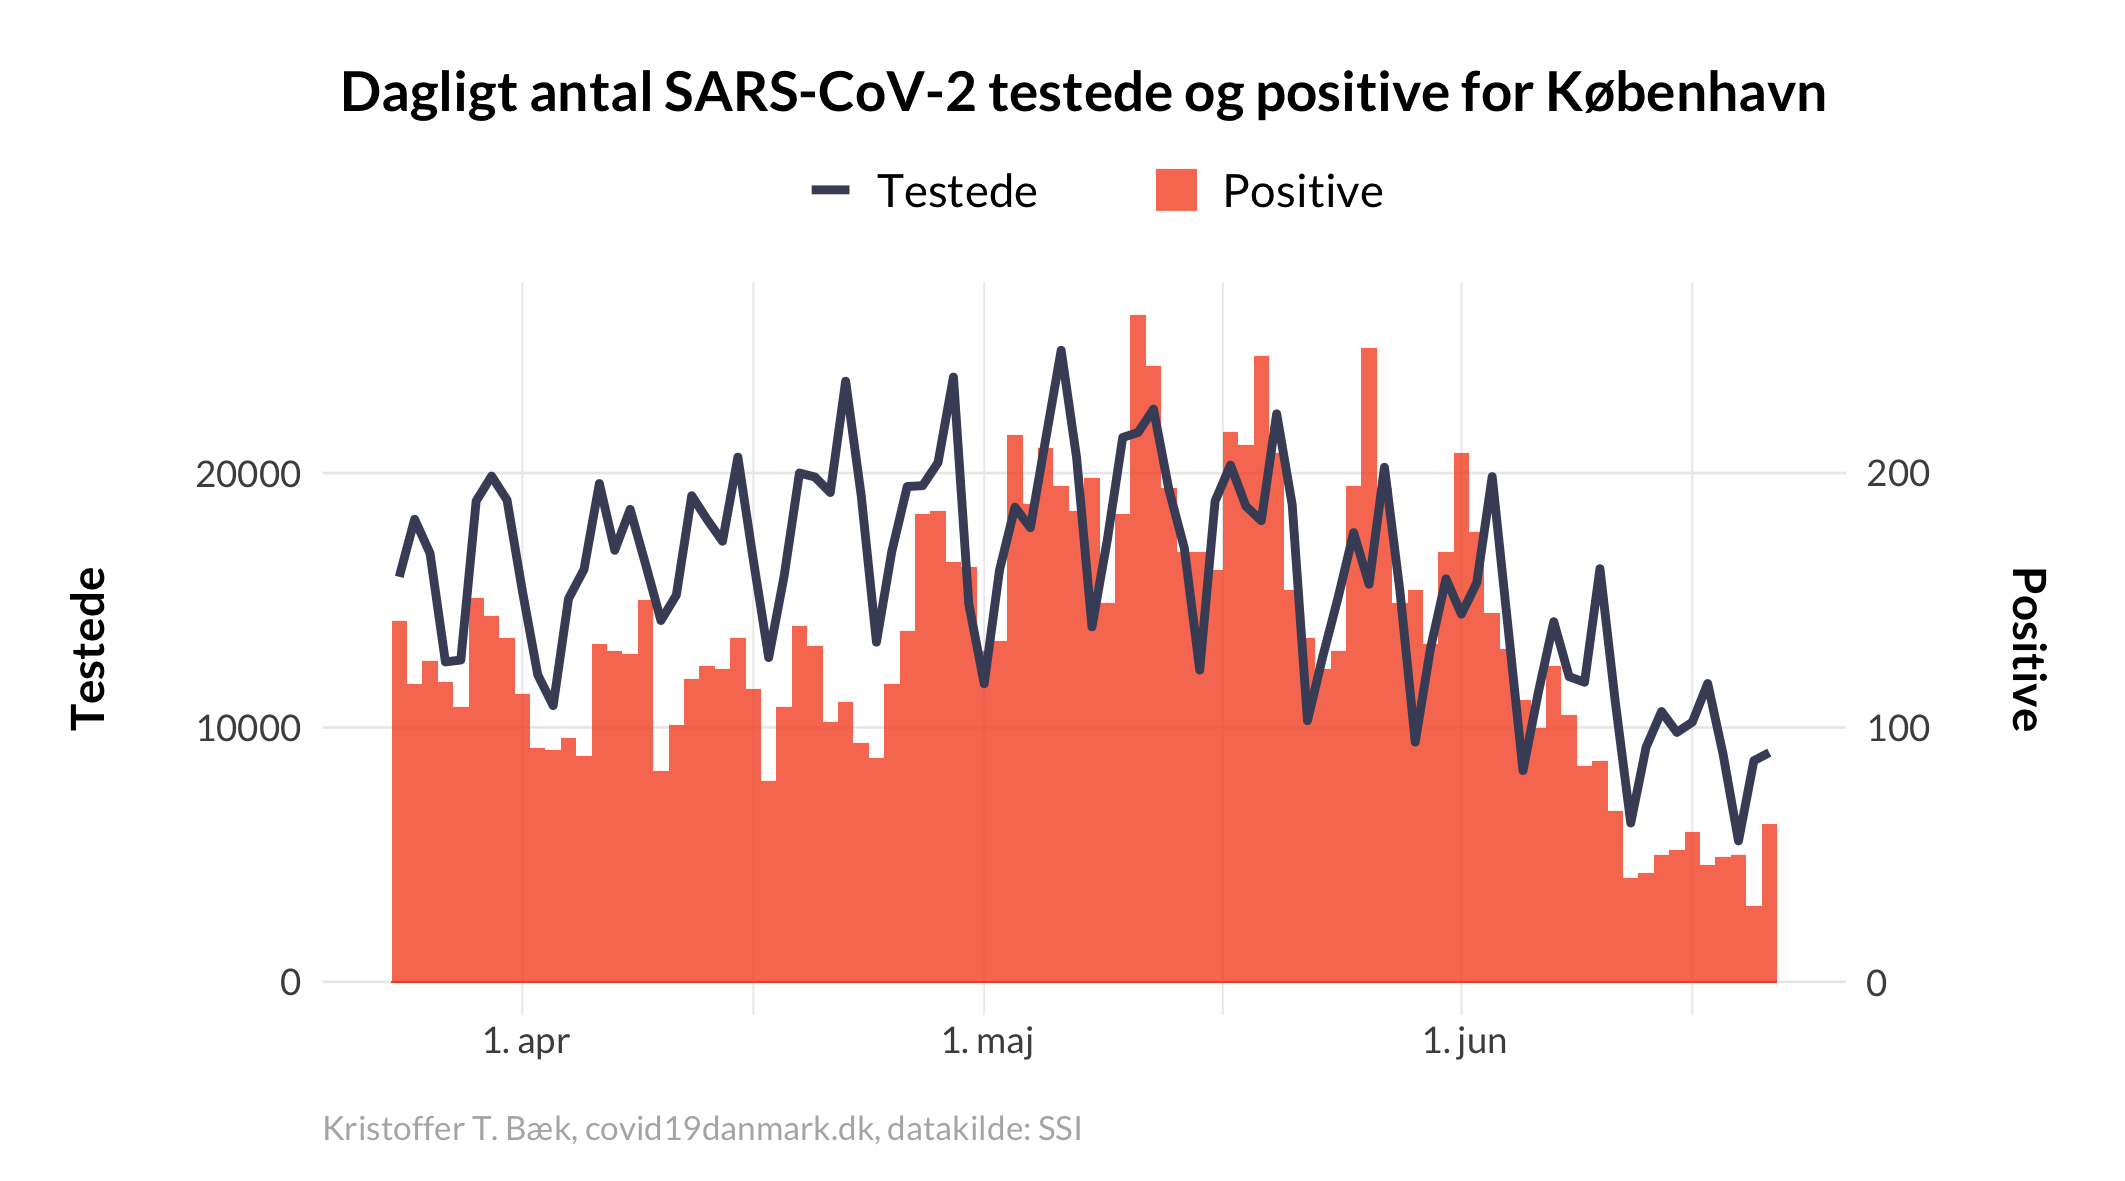 Dagligt antal SARS-CoV-2 testede og positive for København
Testede
Positive
20000
10000
0
200
100
0
Testede
Positive
1. apr
1. maj
1. jun
Kristoffer T. Bæk, covid19danmark.dk, datakilde: SSI